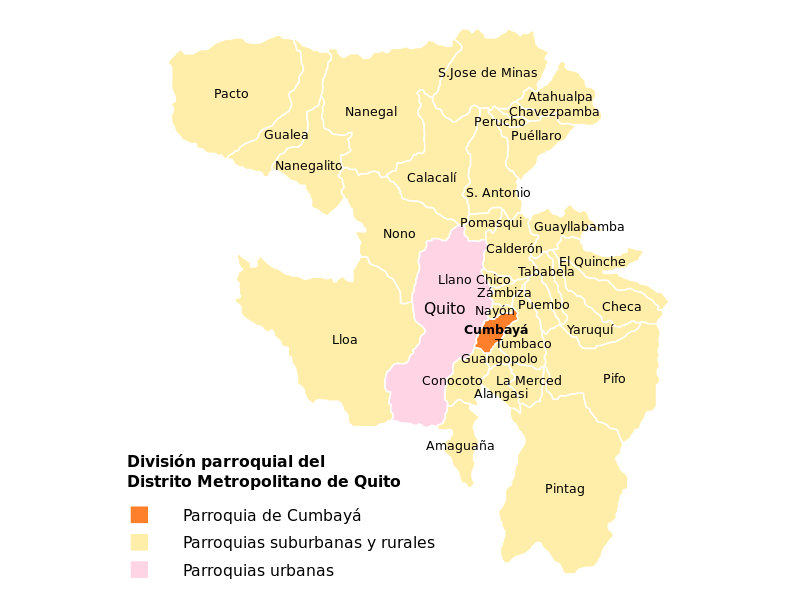 S.Jose de Minas
Pacto
Atahualpa
Nanegal
Chavezpamba
Perucho
Gualea
Puéllaro
Nanegalito
Calacalí
S. Antonio
Pomasqui
Guayllabamba
Nono
Calderón
El Quinche
Tababela
Llano Chico
Zámbiza
Puembo
Checa
Quito
Nayón
Cumbayá
Yaruquí
Lloa
Tumbaco
Guangopolo
Conocoto
La Merced
Pifo
Alangasi
Amaguaña
Pintag
División parroquial del
Distrito Metropolitano de Quito
Parroquia de Cumbayá
Parroquias suburbanas y rurales
Parroquias urbanas